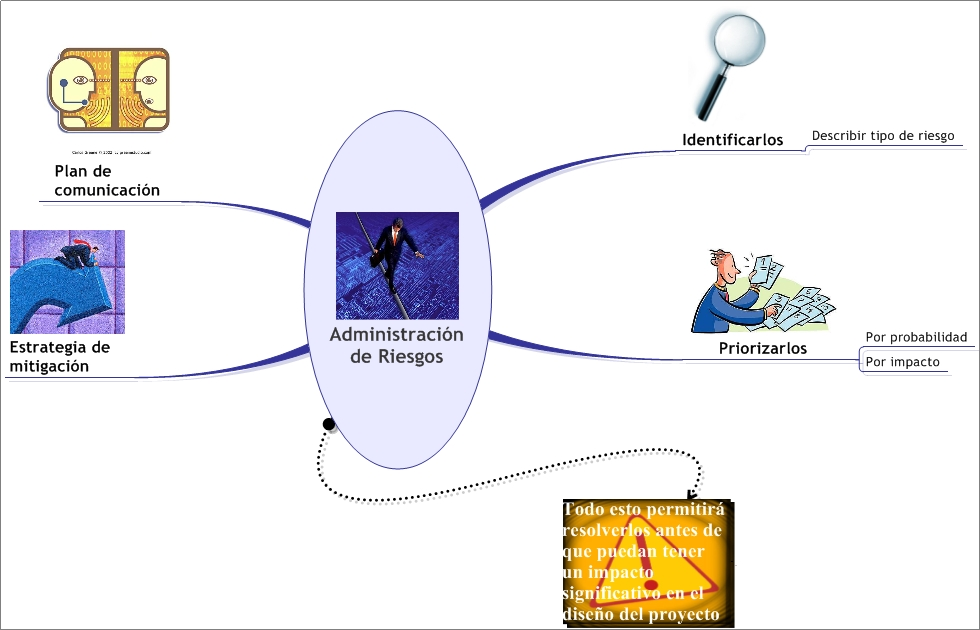 Plan de
comunicación
Estrategia de
mitigación
Administración
de Riesgos
Identificarlos
Describir tipo de riesgo
Priorizarlos
Por probabilidad
Por impacto
Todo esto permitirá
resolverlos antes de
que puedan tener
un impacto
significativo en el
diseño del proyecto